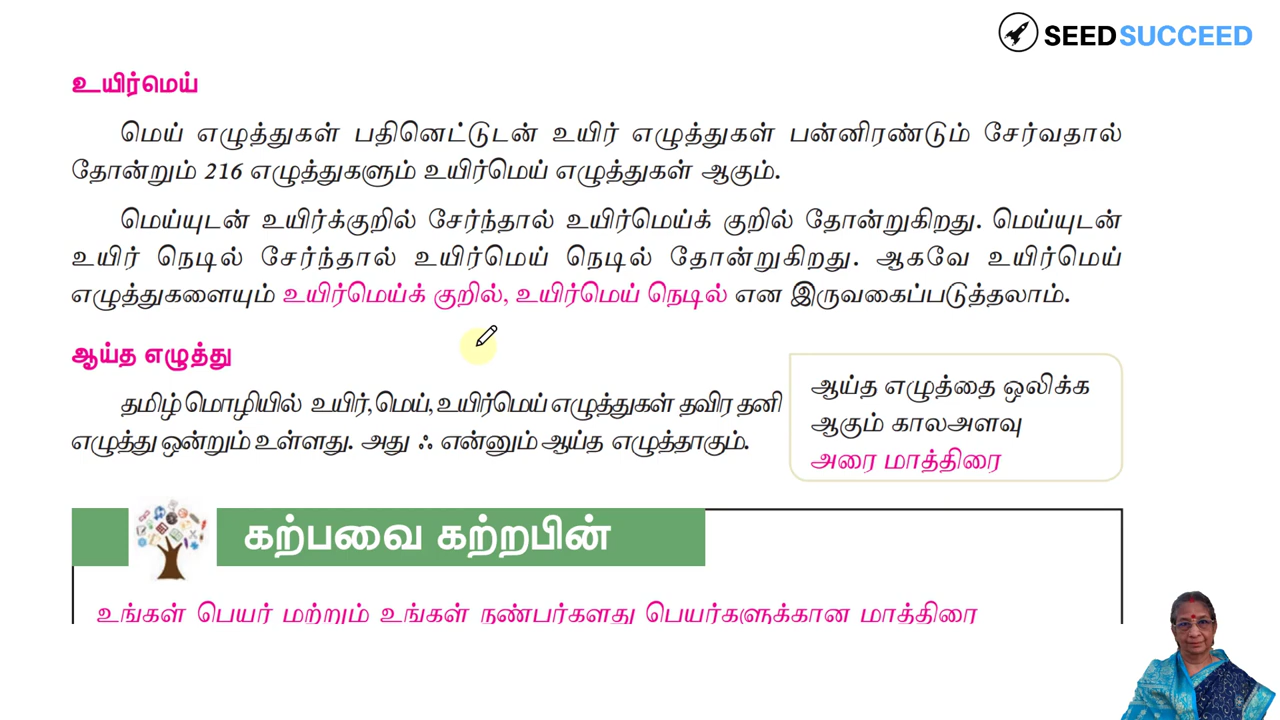 SEEDSUCCEED
உயிர்மெய்
மெய் எழுத்துகள் பதினெட்டுடன் உயிர் எழுத்துகள் பன்னிரண்டும் சேர்வதால்
தோன்றும் 216 எழுத்துகளும் உயிர்மெய் எழுத்துகள் ஆகும்.
மெய்யுடன் உயிர்க்குறில் சேர்ந்தால் உயிர்மெய்க் குறில் தோன்றுகிறது. மெய்யுடன்
உயிர் நெடில் சேர்ந்தால் உயிர்மெய் நெடில் தோன்றுகிறது. ஆகவே உயிர்மெய்
எழுத்துகளையும் உயிர்மெய்க் குறில், உயிர்மெய் நெடில் என இருவகைப்படுத்தலாம்.
ஆய்த எழுத்து
தமிழ் மொழியில் உயிர்,மெய்,உயிர்மெய் எழுத்துகள் தவிர தனி
எழுத்து ஒன்றும் உள்ளது. அது ஃ என்னும் ஆய்த எழுத்தாகும்.
ஆய்த எழுத்தை ஒலிக்க
ஆகும் காலஅளவு
அரை மாத்திரை
கற்பவை கற்றபின்
உங்கள் பெயர் மற்றும் உங்கள் நண்பர்களது பெயர்களுக்கான மாத்திரை